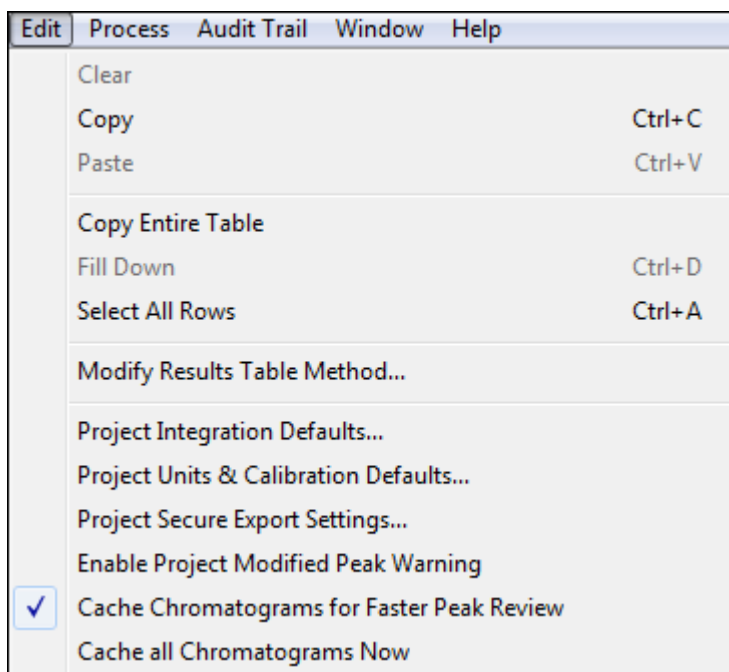 Edit Process Audit Trail Window Help
Clear
Copy Ctrl+C
Paste Ctrl+V
Copy Entire Table
Fill Down Ctrl+D
Select All Rows Ctrl+A
Modify Results Table Method...
Project Integration Defaults...
Project Units & Calibration Defaults...
Project Secure Export Settings...
Enable Project Modified Peak Warning
Cache Chromatograms for Faster Peak Review
Cache all Chromatograms Now